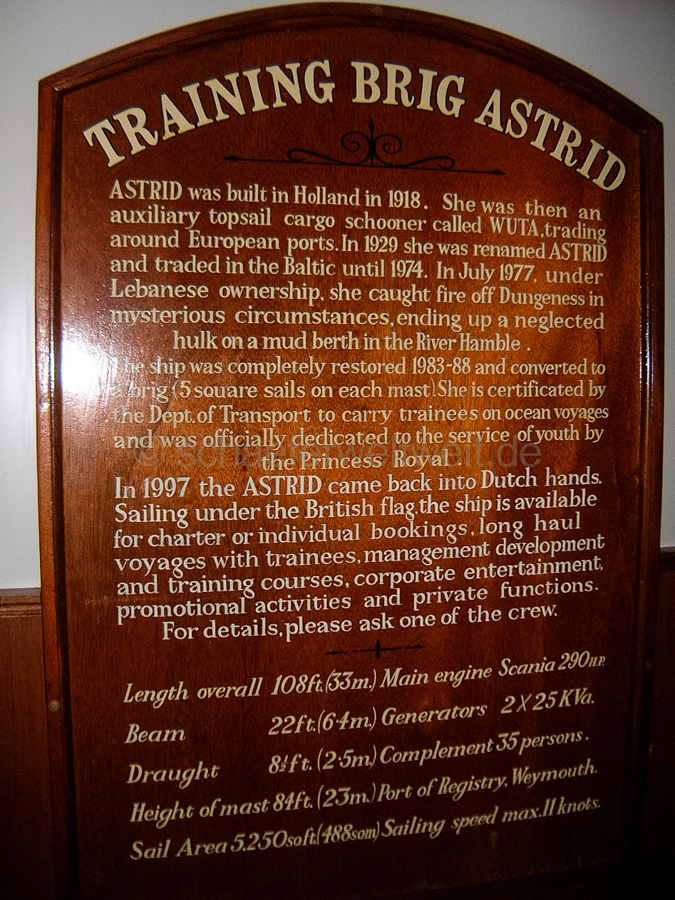 TRAINING BRIG ASTRID
ASTRID was built in Holland in 1918. She was then an
auxiliary topsail cargo schooner called WUTA,trading
around European ports. In 1929 she was renamed ASTRID
and traded in the Baltic until 1974. In July 1977, under
Lebanese ownership, she caught fire off Dungeness in
mysterious circumstances, ending up a neglected
hulk on a mud berth in the River Hamble .
The ship was completely restored 1983-88 and converted to
a brig (5 square sails on each mast). She is certificated by
the Dept. of Transport to carry trainees on ocean voyages
and was officially dedicated to the service of youth by
the Princess Royal
In 1997 the ASTRID came back into Dutch hands.
Sailing under the British flag,the ship is available
for charter or individual bookings, long haul
voyages with trainees, management development
and training courses, corporate entertainment,
promotional activities and private functions.
For details, please ask one of the crew.
Length overall 108ft.(33m.) Main engine Scania 290H.P.
Beam 22ft.(6·4m.) Generators 2 X 25 KVa.
Draught 8½ft. (2·5m.) Complement 35 persons.
Height of mast 84ft. (23m.) Port of Registry, Weymouth.
Sail Area 5.250sqft.(488sqm) Sailing speed max.11 knots.